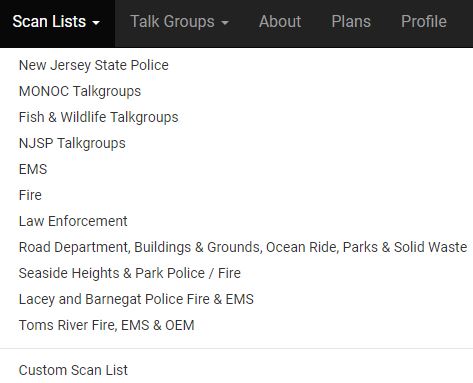 Scan Lists Talk Groups About Plans Profile
New Jersey State Police
MONOC Talkgroups
Fish & Wildlife Talkgroups
NJSP Talkgroups
EMS
Fire
Law Enforcement
Road Department, Buildings & Grounds, Ocean Ride, Parks & Solid Waste
Seaside Heights & Park Police / Fire
Lacey and Barnegat Police Fire & EMS
Toms River Fire, EMS & OEM
Custom Scan List